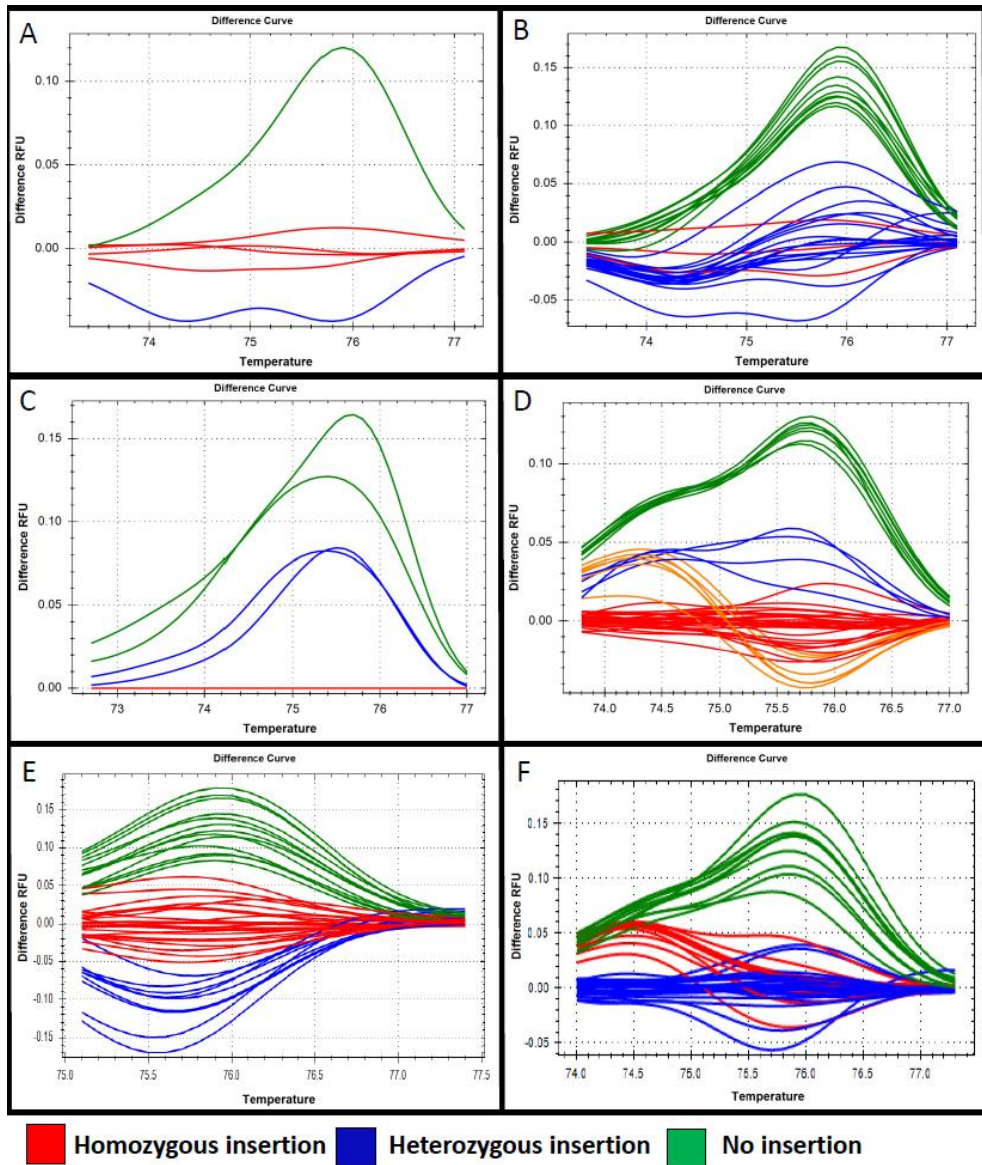 A
Difference Curve
Difference RFU
0.10
0.05
0.00
74
75
76
77
Temperature
B
Difference Curve
Difference RFU
0.15
0.10
0.05
0.00
-0.05
74
75
76
77
Temperature
C
Difference Curve
Difference RFU
0.15
0.10
0.05
0.00
73
74
75
76
77
Temperature
D
Difference Curve
Difference RFU
0.10
0.05
0.00
74.0
74.5
75.0
75.5
76.0
76.5
77.0
Temperature
E
Difference Curve
Difference RFU
0.15
0.10
0.05
0.00
-0.05
-0.10
-0.15
75.0
75.5
76.0
76.5
77.0
77.5
Temperature
F
Difference Curve
Difference RFU
0.15
0.10
0.05
0.00
-0.05
74.0
74.5
75.0
75.5
76.0
76.5
77.0
Temperature
Homozygous insertion
Heterozygous insertion
No insertion